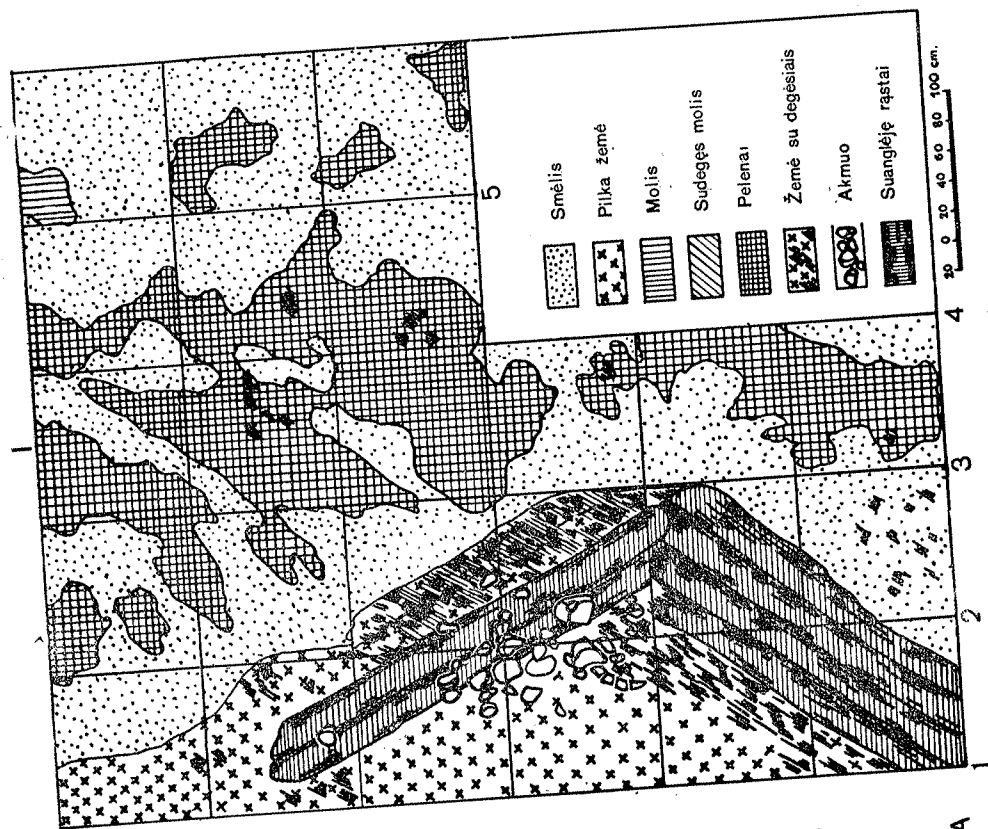 1
5
Smėlis
Pilka žemė
Molis
Sudegęs molis
Pelenai
Žemė su degėsiais
Akmuo
Suanglėję rąstai
20 0 20 40 60 80 100 cm.
4
3
2
1
A